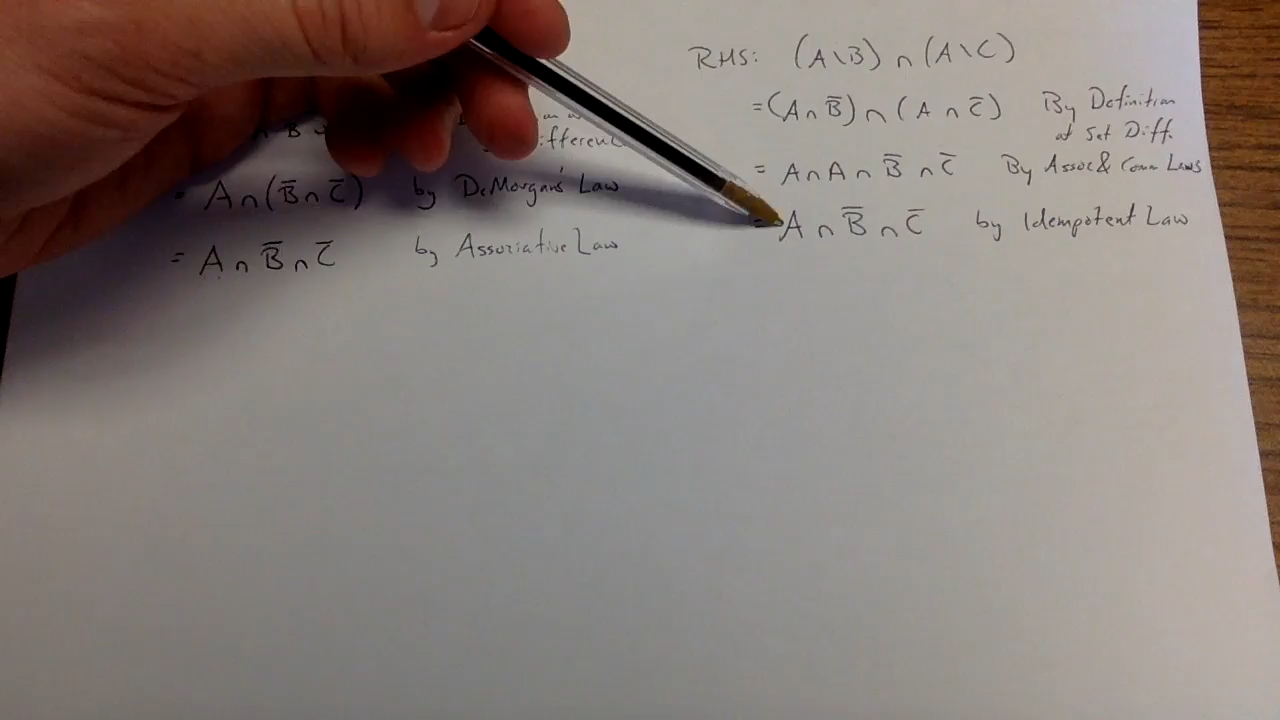 B
ifferenc
= A∩(B̅∩C̅) by DeMorgan's Law
= A ∩ B̅ ∩ C̅ by Associative Law
RHS: (A\B) ∩ (A\C)
=(A ∩ B̅) ∩ ( A ∩ C̅) By Definition
of Set Diff.
= A∩A∩ B̅ ∩ C̅ By Assoc & Comm Laws
= A ∩ B̅ ∩ C̅ by Idempotent Law